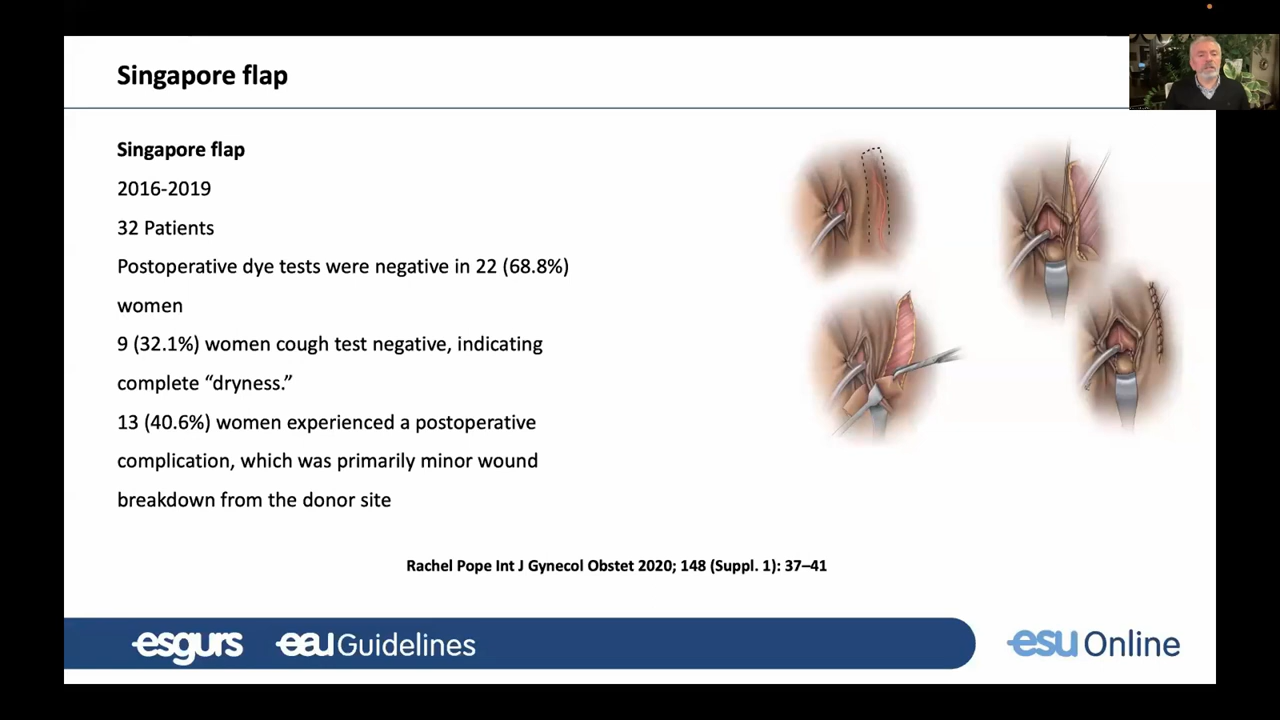 Singapore flap
Singapore flap
2016-2019
32 Patients
Postoperative dye tests were negative in 22 (68.8%)
women
9 (32.1%) women cough test negative, indicating
complete “dryness.”
13 (40.6%) women experienced a postoperative
complication, which was primarily minor wound
breakdown from the donor site
Rachel Pope Int J Gynecol Obstet 2020; 148 (Suppl. 1): 37–41
esgurs eau Guidelines
esu Online